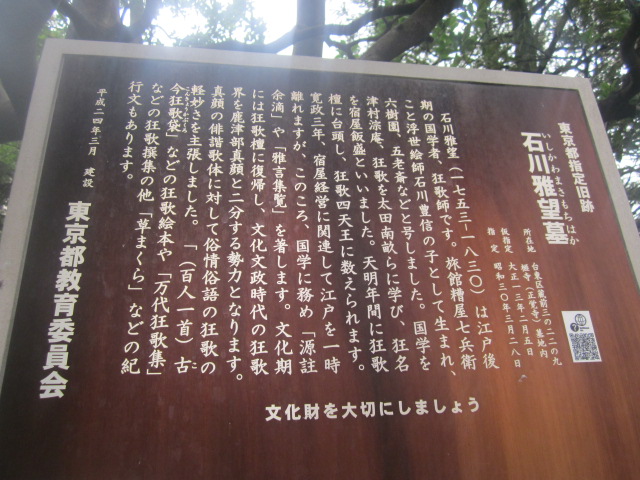 東京都指定旧跡
いしかわまさもちはか
石川雅望墓
所在地 台東区蔵前三の二二の九
榧寺(正覚寺)墓地内
仮指定 大正一三年二月五日
指定 昭和三〇年三月二八日
石川雅望(一七五三ー一八三〇)は江戸後
期の国学者、狂歌師です。旅館糟屋七兵衛
こと浮世絵師石川豊信の子として生まれ、
六樹園、五老斎などと号しました。国学を
津村淙庵、狂歌を太田南畝らに学び、狂名
を宿屋飯盛といいました。天明年間に狂歌
檀に台頭し、狂歌四天王に数えられます。
寛政三年、宿屋経営に関連して江戸を一時
離れますが、このころ、国学に務め「源註
余滴」や「雅言集覧」を著します。文化期
には狂歌檀に復帰し、文化文政時代の狂歌
界を鹿津部真顔と二分する勢力となります。
真顔の俳諧歌体に対して俗情俗語の狂歌の
軽妙さを主張しました。「(百人一首)古
今狂歌袋」などの狂歌絵本や「万代狂歌集」
などの狂歌撰集の他「草まくら」などの紀
行文もあります。
平成二四年三月 建設
東京都教育委員会
文化財を大切にしましょう